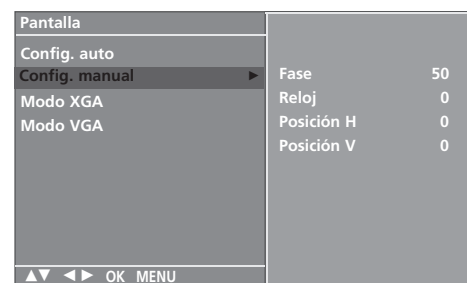 Pantalla
Config. auto
Config. manual ►
Modo XGA
Modo VGA
Fase 50
Reloj 0
Posición H 0
Posición V 0
▲▼ ◄► OK MENU